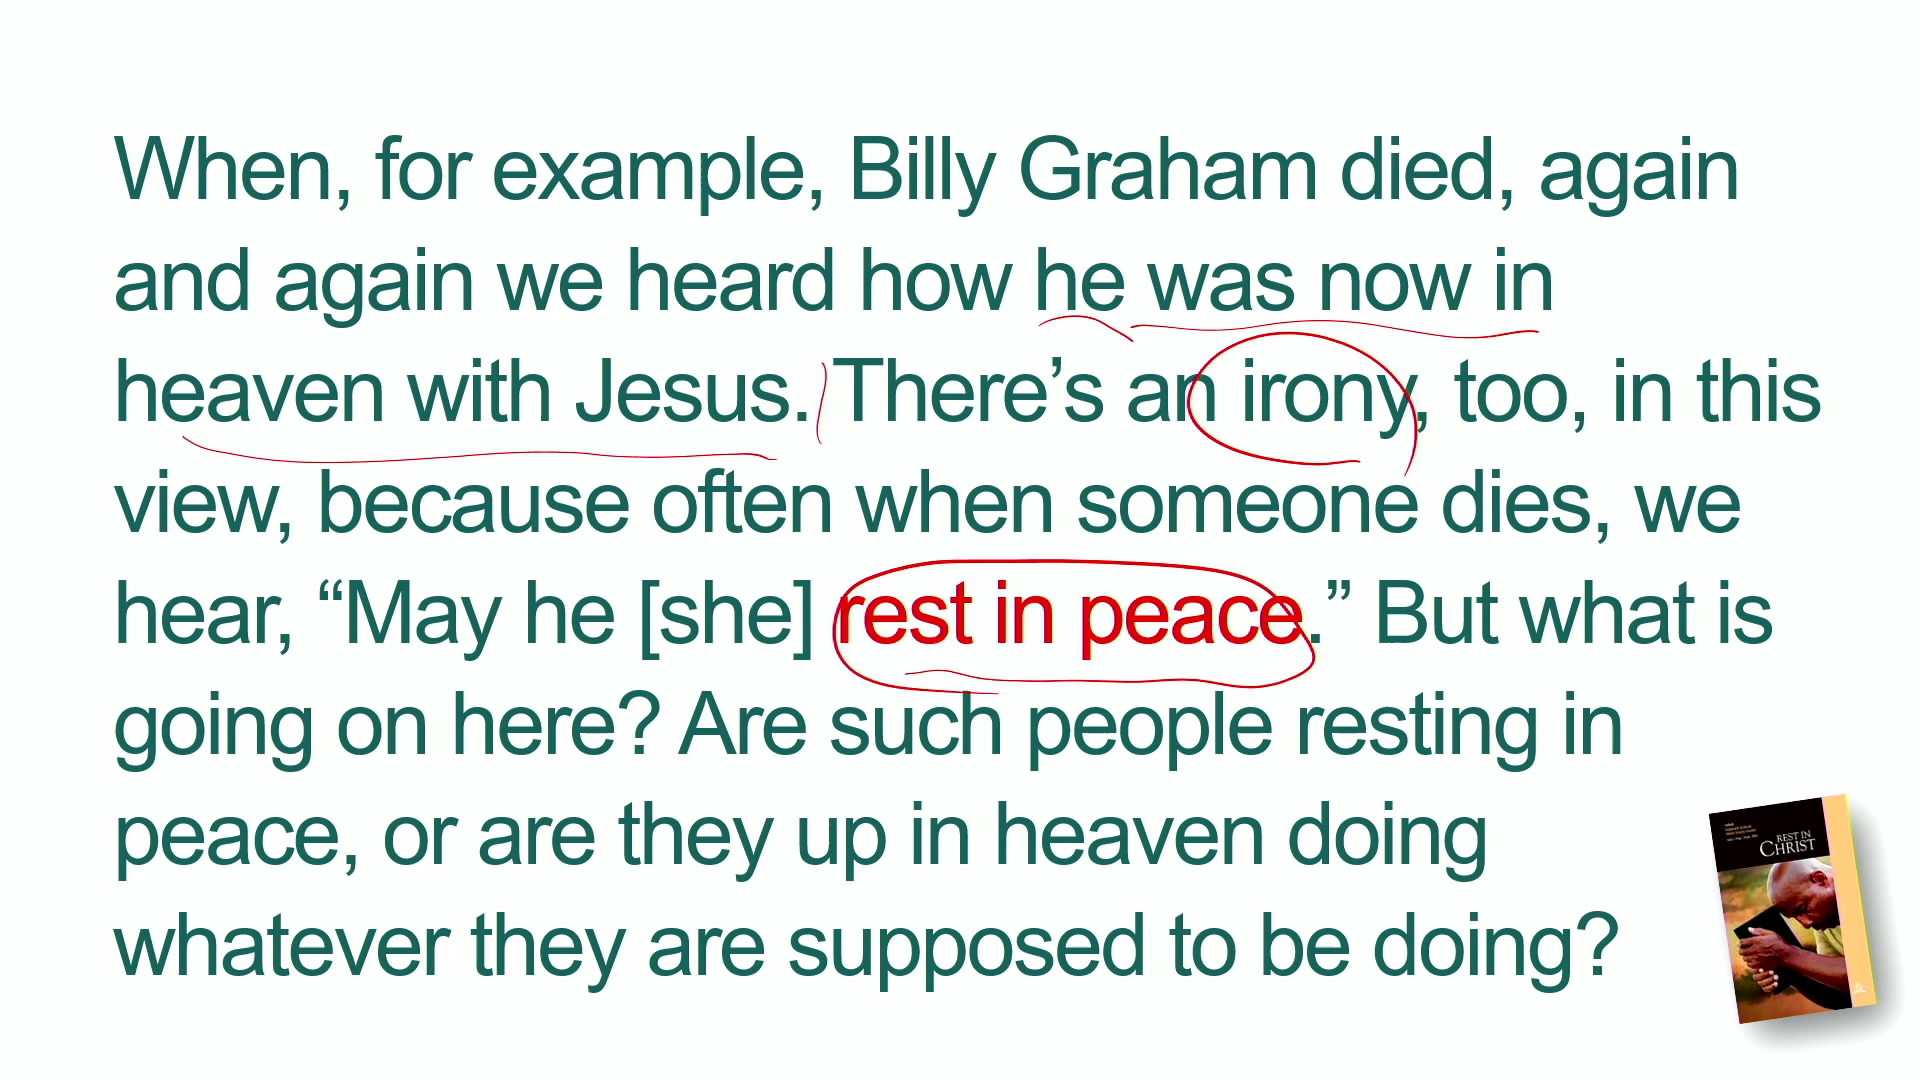 When, for example, Billy Graham died, again
and again we heard how he was now in
heaven with Jesus. There’s an irony, too, in this
view, because often when someone dies, we
hear, “May he [she] rest in peace.” But what is
going on here? Are such people resting in
peace, or are they up in heaven doing
whatever they are supposed to be doing?
REST IN
CHRIST